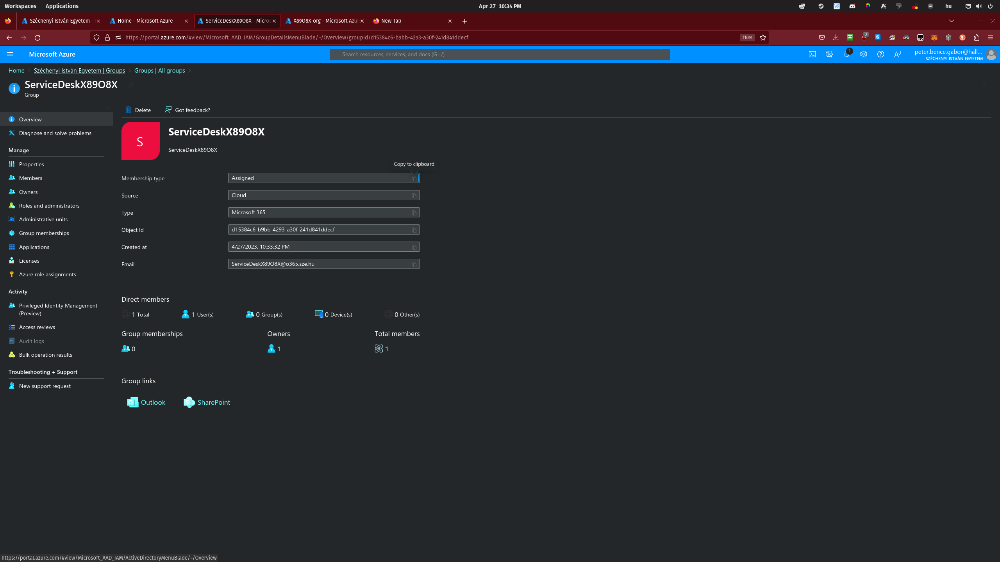 Workspaces Applications Apr 27 10:34 PM hu
Széchenyi István Egyetem - Home - Microsoft Azure ServiceDeskX89O8X - Micros X89O8X-org - Microsoft Azur New Tab
https://portal.azure.com/#view/Microsoft_AAD_IAM/GroupDetailsMenuBlade/~/Overview/groupId/d15384c6-b9bb-4293-a30f-241d841ddecf 110% 3
Microsoft Azure Search resources, services, and docs (G+/) 1 peter.bence.gabor@hall...
SZÉCHENYI ISTVÁN EGYETEM
Home Széchenyi István Egyetem | Groups Groups | All groups
ServiceDeskX89O8X
Group
Delete Got feedback?
Overview
Diagnose and solve problems
Manage
Properties
Members
Owners
Roles and administrators
Administrative units
Group memberships
Applications
Licenses
Azure role assignments
Activity
Privileged Identity Management
(Preview)
Access reviews
Audit logs
Bulk operation results
Troubleshooting + Support
New support request
S
ServiceDeskX89O8X
ServiceDeskX89O8X
Copy to clipboard
Membership type Assigned
Source Cloud
Type Microsoft 365
Object Id d15384c6-b9bb-4293-a30f-241d841ddecf
Created at 4/27/2023, 10:33:32 PM
Email ServiceDeskX89O8X@o365.sze.hu
Direct members
1 Total 1 User(s) 0 Group(s) 0 Device(s) 0 Other(s)
Group memberships Owners Total members
0 1 1
Group links
Outlook SharePoint
https://portal.azure.com/#view/Microsoft_AAD_IAM/ActiveDirectoryMenuBlade/~/Overview